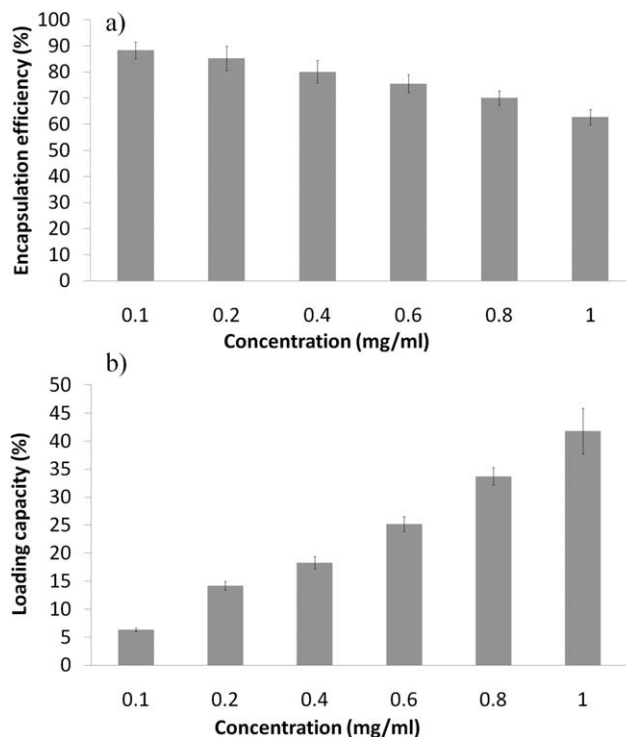 a)
Encapsulation efficiency (%)
100
90
80
70
60
50
40
30
20
10
0
0.1 0.2 0.4 0.6 0.8 1
Concentration (mg/ml)
b)
Loading capacity (%)
50
45
40
35
30
25
20
15
10
5
0
0.1 0.2 0.4 0.6 0.8 1
Concentration (mg/ml)